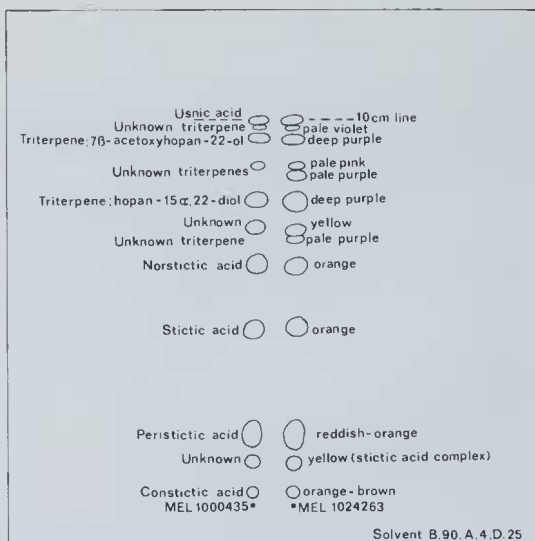 Usnic acid 10cm line
Unknown triterpene pale violet
Triterpene; 7ß-acetoxyhopan-22-ol deep purple
Unknown triterpenes pale pink
pale purple
Triterpene; hopan-15α, 22-diol deep purple
Unknown yellow
Unknown triterpene pale purple
Norstictic acid orange
Stictic acid orange
Peristictic acid reddish-orange
Unknown yellow (stictic acid complex)
Constictic acid orange-brown
MEL 1000435• •MEL 1024263
Solvent B.90. A.4. D.25